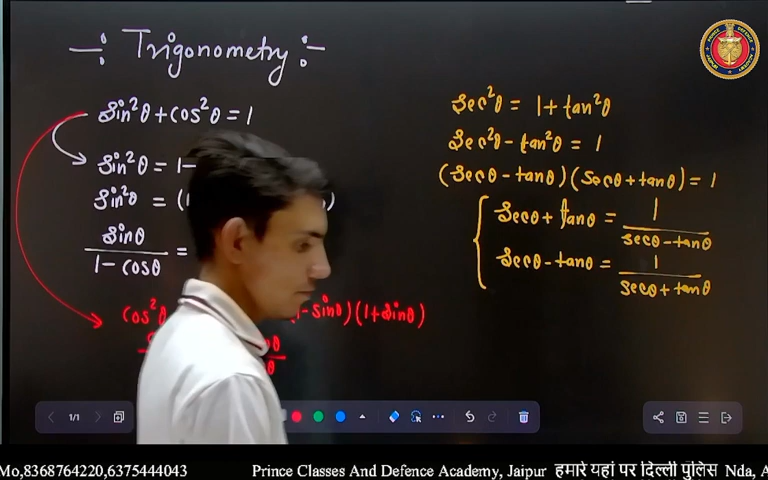 -: Trigonometry :-
sin²θ + cos²θ = 1
sin²θ = 1-
sin²θ = (
sinθ / 1 - cosθ =
cos²θ - sinθ)(1+sinθ)
sec²θ = 1 + tan²θ
sec²θ - tan²θ = 1
(secθ - tanθ)(secθ + tanθ) = 1
secθ + tanθ = 1 / secθ - tanθ
secθ - tanθ = 1 / secθ + tanθ
1/1
Mo,8368764220,6375444043 Prince Classes And Defence Academy, Jaipur हमारे यहां पर दिल्ली पुलिस Nda, A